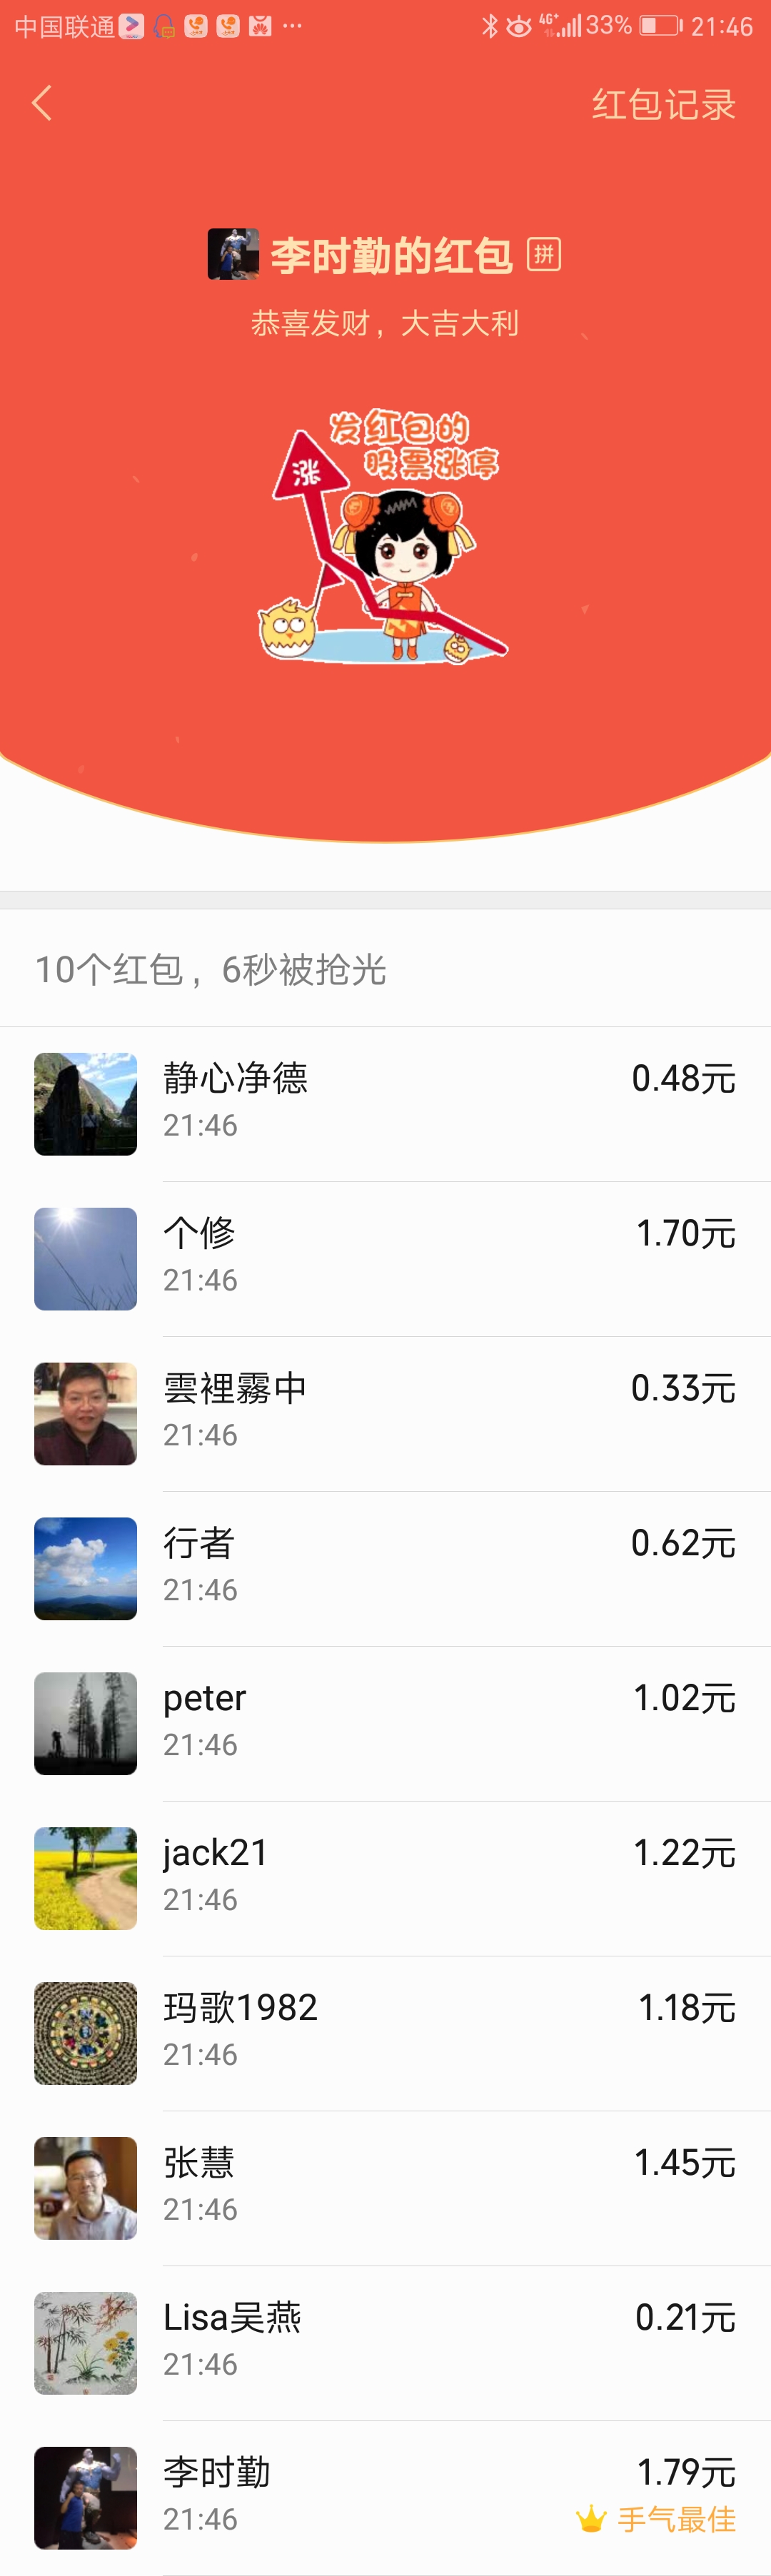 中国联通 4G+ 33% 21:46
红包记录
李时勤的红包 拼
恭喜发财，大吉大利
发红包的
股票涨停
涨
10个红包，6秒被抢光
静心净德 0.48元
21:46
个修 1.70元
21:46
雲裡霧中 0.33元
21:46
行者 0.62元
21:46
peter 1.02元
21:46
jack21 1.22元
21:46
玛歌1982 1.18元
21:46
张慧 1.45元
21:46
Lisa吴燕 0.21元
21:46
李时勤 1.79元
21:46 手气最佳